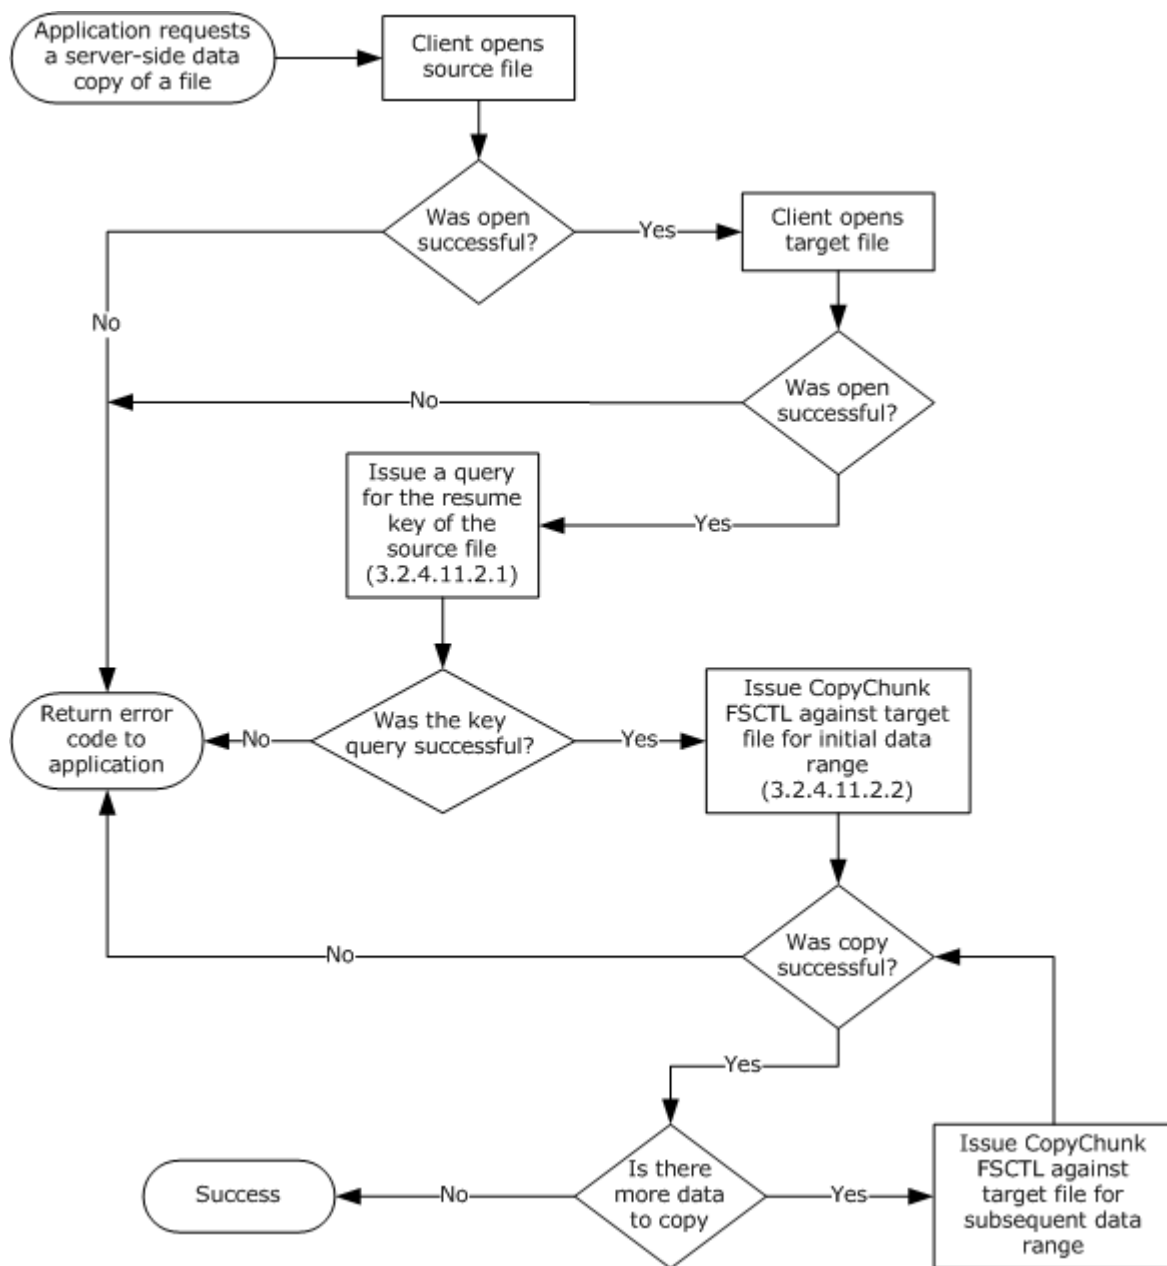 Application requests
a server-side data
copy of a file
Client opens
source file
Was open
successful?
Yes
Client opens
target file
No
Was open
successful?
No
Issue a query
for the resume
key of the
source file
(3.2.4.11.2.1)
Yes
Return error
code to
application
No
Was the key
query successful?
Yes
Issue CopyChunk
FSCTL against target
file for initial data
range
(3.2.4.11.2.2)
No
Was copy
successful?
Yes
Success
No
Is there
more data
to copy
Yes
Issue CopyChunk
FSCTL against
target file for
subsequent data
range